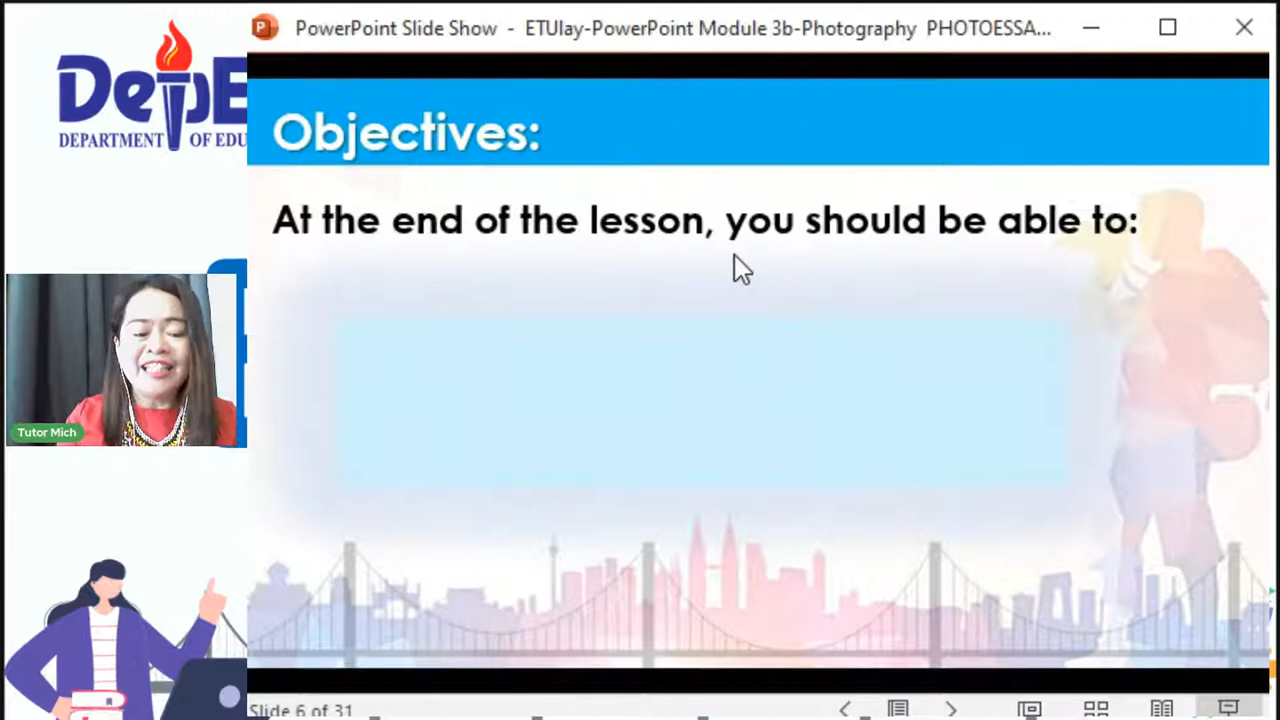 PowerPoint Slide Show - ETUlay-PowerPoint Module 3b-Photography PHOTOESSA...
DepE
DEPARTMENT OF EDU
Objectives:
At the end of the lesson, you should be able to:
Tutor Mich
Slide 6 of 31